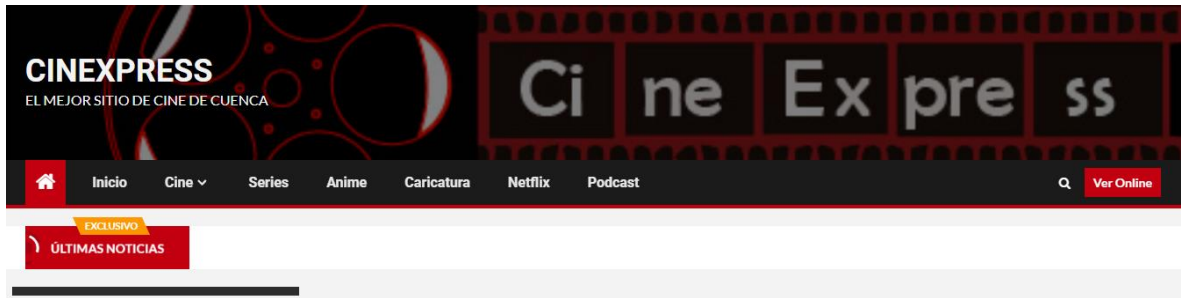 CINEXPRESS
EL MEJOR SITIO DE CINE DE CUENCA
Ci ne Ex pre ss
Inicio Cine Series Anime Caricatura Netflix Podcast Ver Online
EXCLUSIVO
ÚLTIMAS NOTICIAS